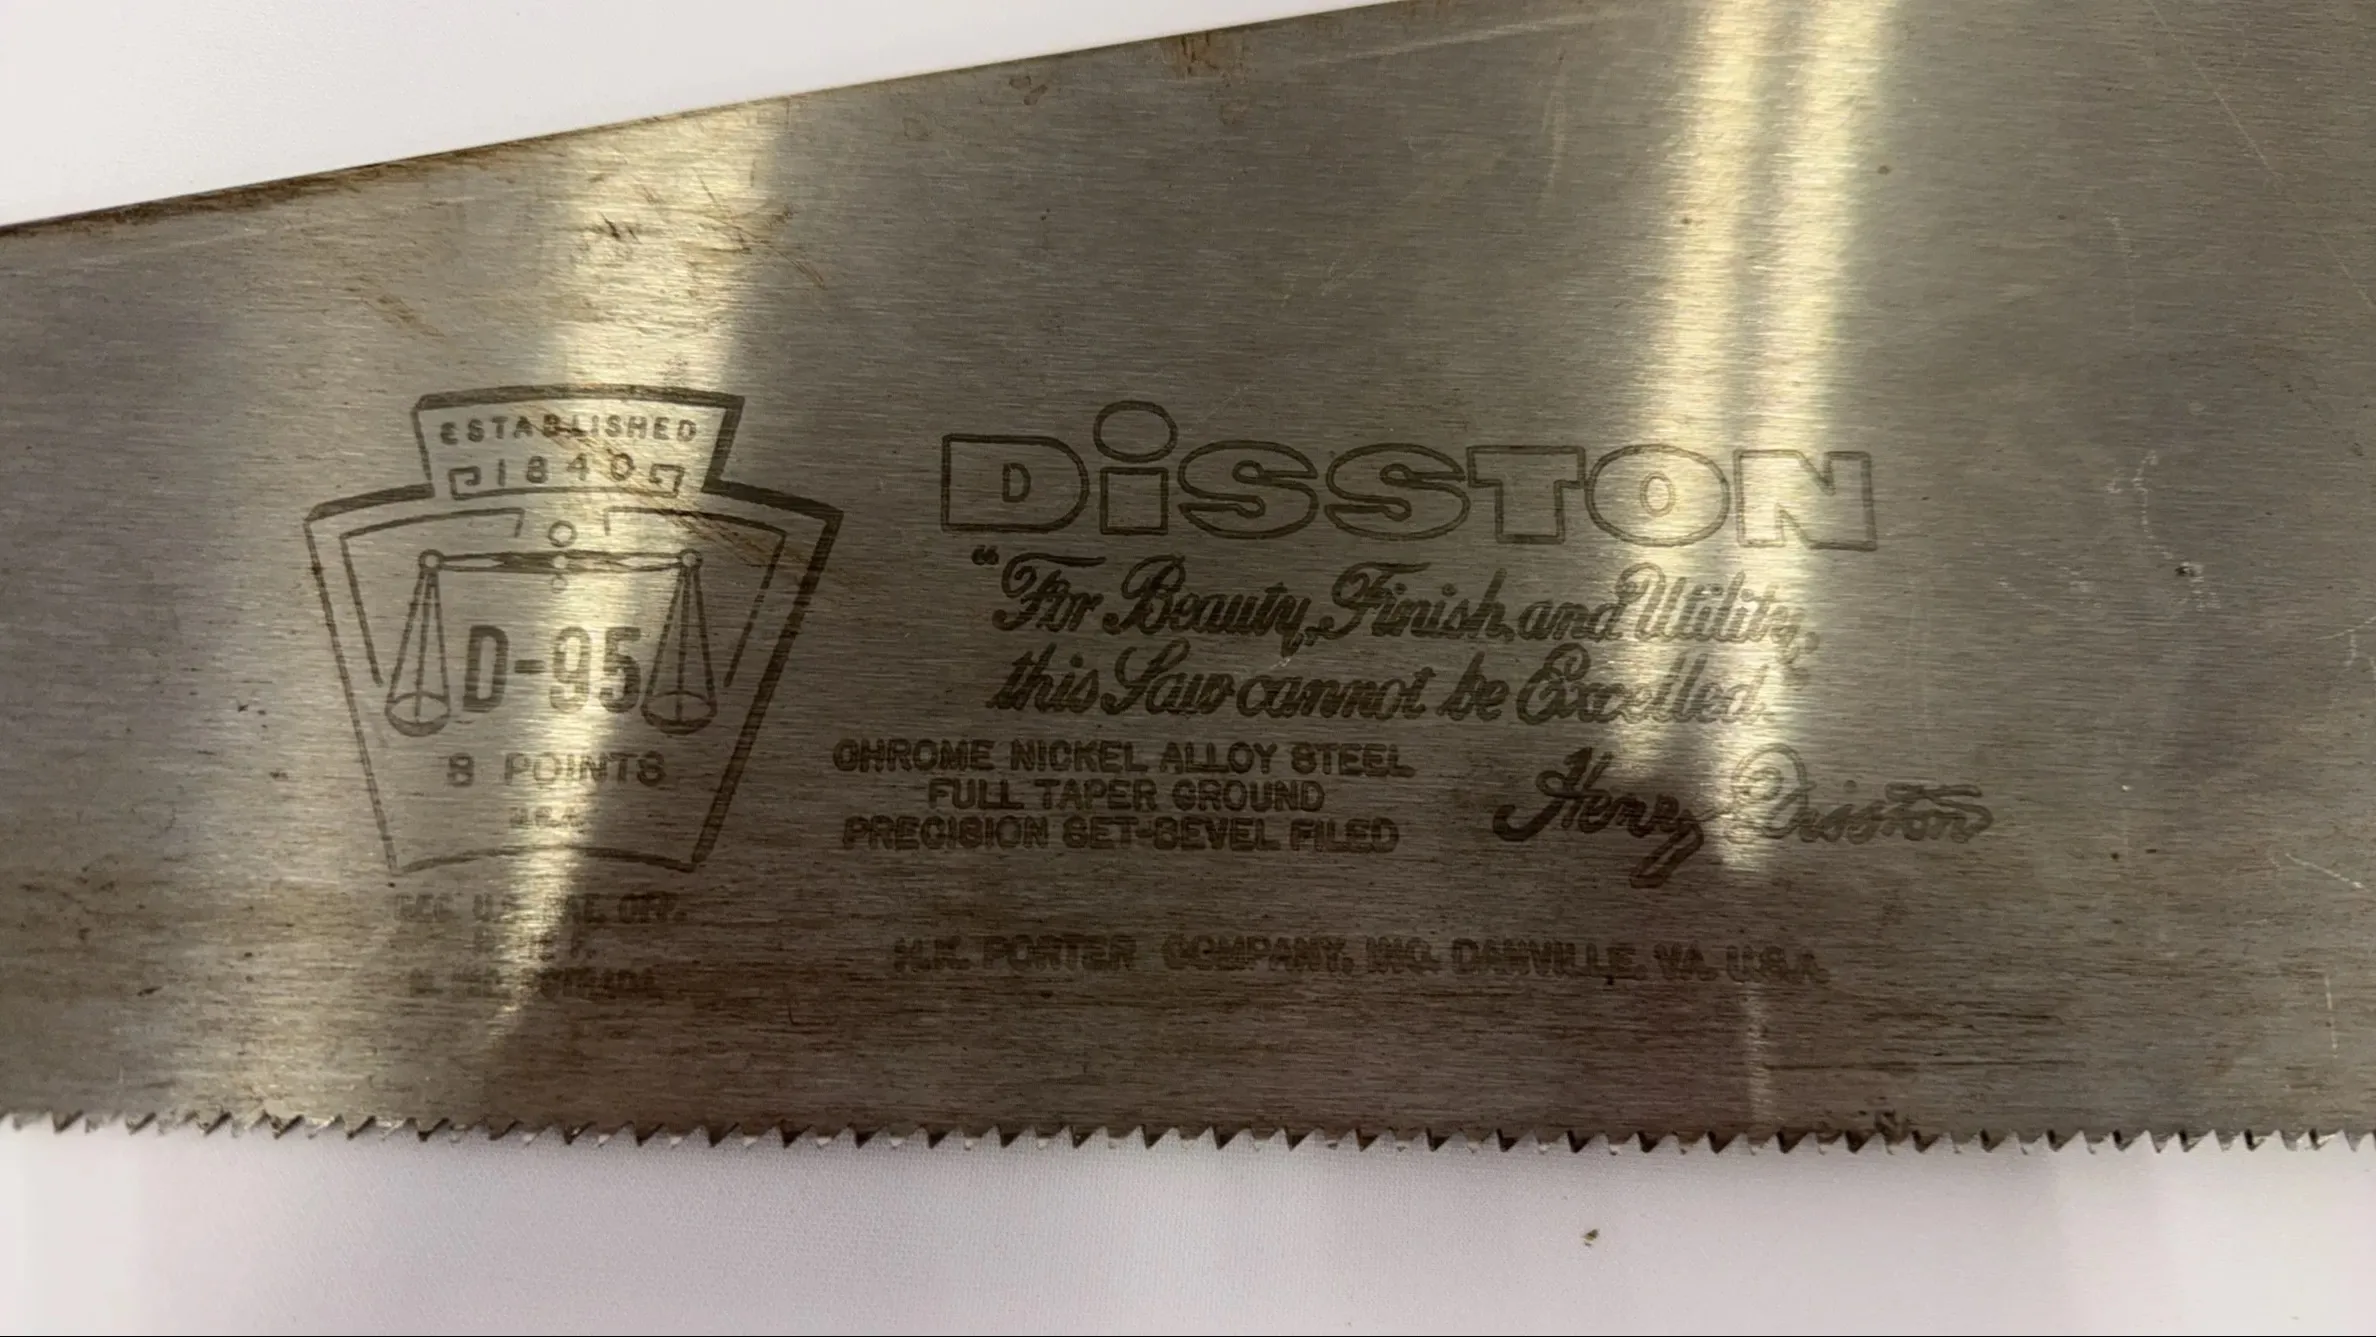 ESTABLISHED
1840
D-95
8 POINTS
U.S.A.
DiSSTON
"For Beauty, Finish, and Utility,
this Saw cannot be Excelled."
CHROME NICKEL ALLOY STEEL
FULL TAPER GROUND
PRECISION SET-BEVEL FILED
Henry Disston
H.K. PORTER COMPANY, INC. DANVILLE, VA. U.S.A.